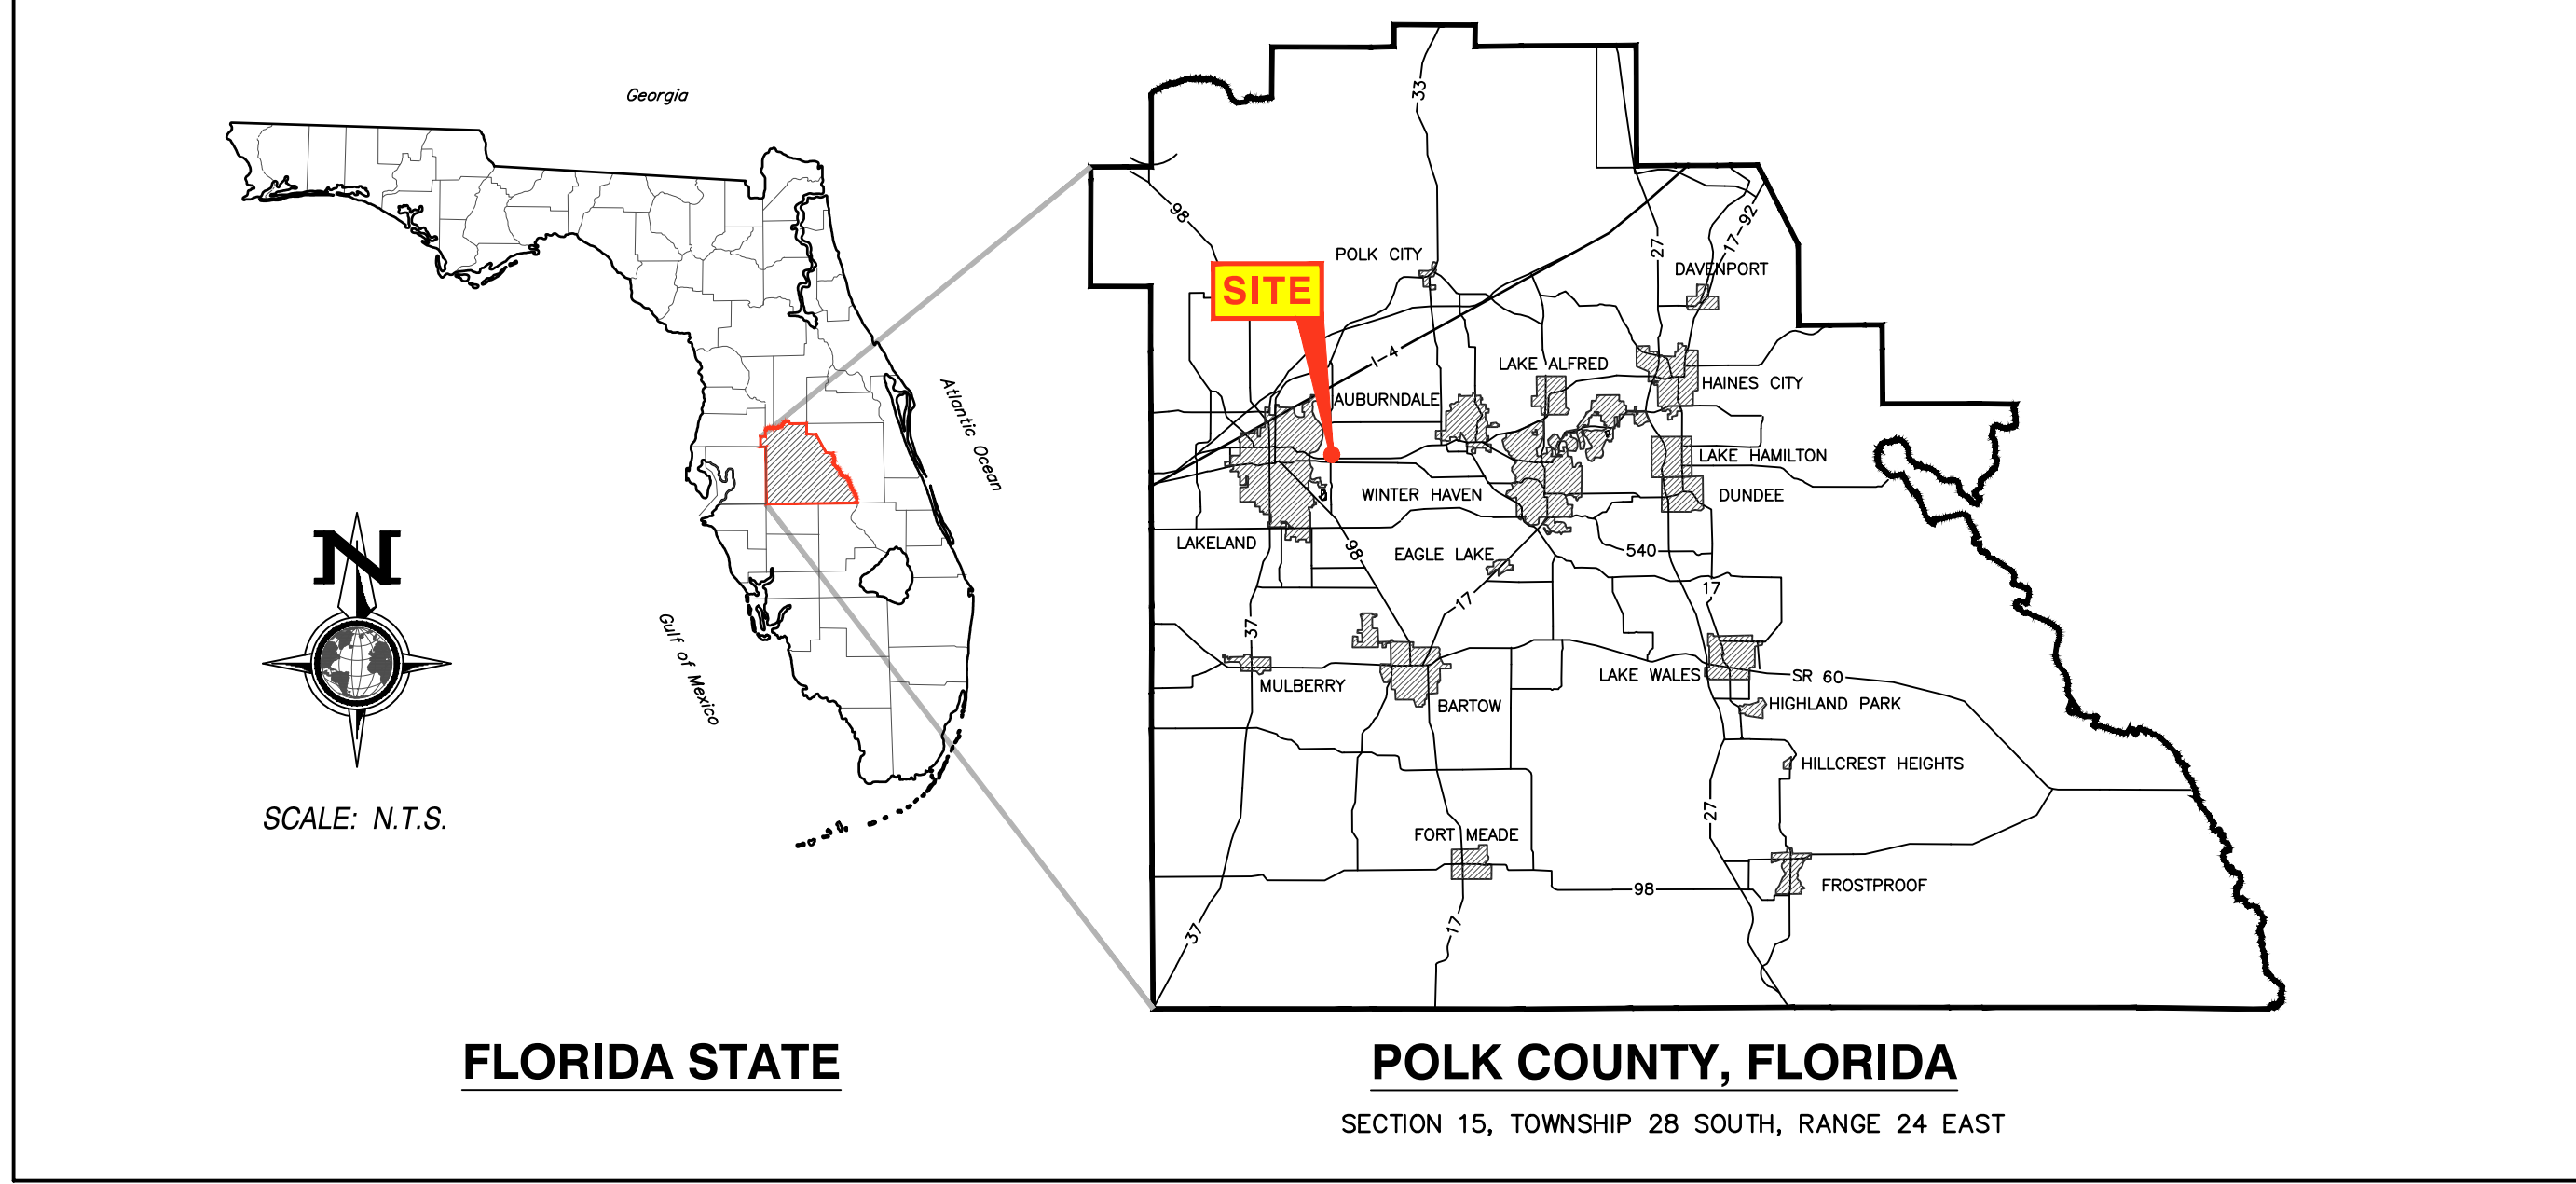 Georgia
Atlantic Ocean
Gulf of Mexico
N
SCALE: N.T.S.
FLORIDA STATE
33
98
17-92
27
POLK CITY
DAVENPORT
SITE
I-4
LAKE ALFRED
HAINES CITY
AUBURNDALE
LAKE HAMILTON
WINTER HAVEN
DUNDEE
LAKELAND
98
EAGLE LAKE
540
17
17
37
LAKE WALES
SR 60
MULBERRY
BARTOW
HIGHLAND PARK
HILLCREST HEIGHTS
27
FORT MEADE
98
FROSTPROOF
37
17
POLK COUNTY, FLORIDA
SECTION 15, TOWNSHIP 28 SOUTH, RANGE 24 EAST